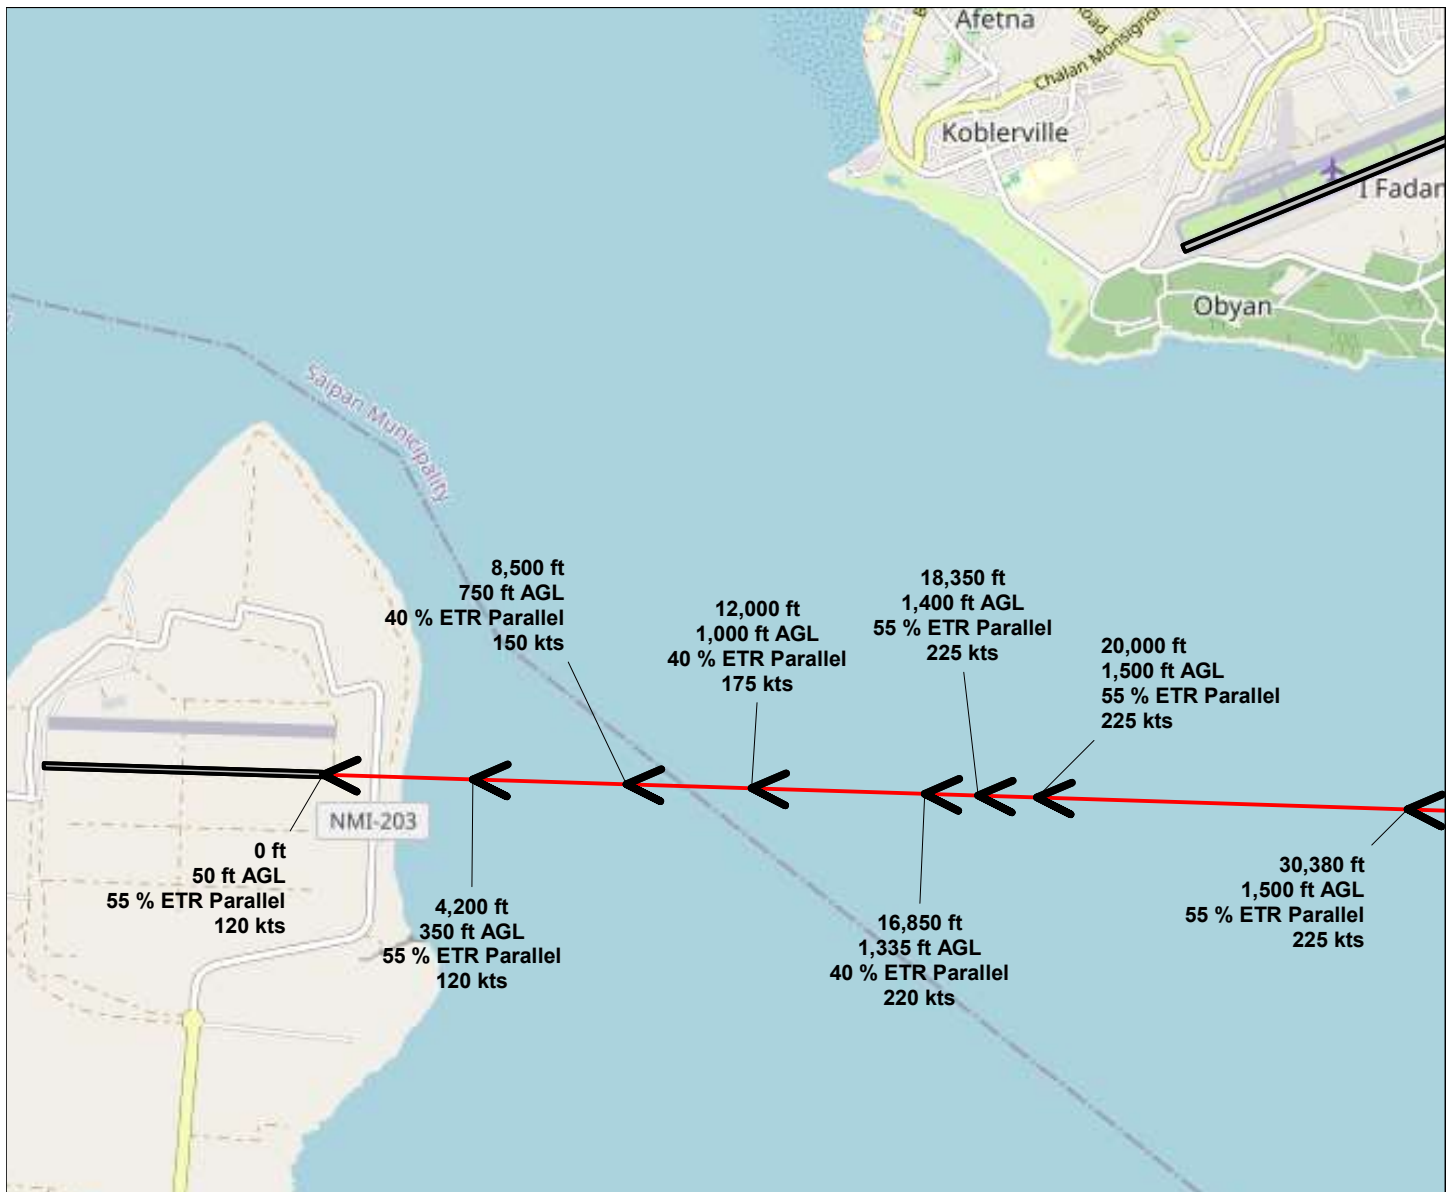 Afetna
Road
Chalan Monsignor
Koblerville
I Fadan
Obyan
Saipan Municipality
8,500 ft
750 ft AGL
40 % ETR Parallel
150 kts
12,000 ft
1,000 ft AGL
40 % ETR Parallel
175 kts
18,350 ft
1,400 ft AGL
55 % ETR Parallel
225 kts
20,000 ft
1,500 ft AGL
55 % ETR Parallel
225 kts
NMI-203
0 ft
50 ft AGL
55 % ETR Parallel
120 kts
4,200 ft
350 ft AGL
55 % ETR Parallel
120 kts
16,850 ft
1,335 ft AGL
40 % ETR Parallel
220 kts
30,380 ft
1,500 ft AGL
55 % ETR Parallel
225 kts